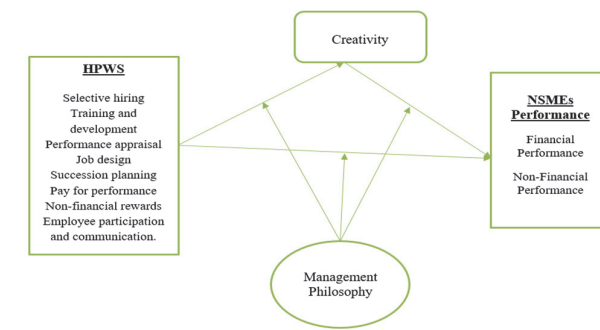 Creativity
HPWS
Selective hiring
Training and
development
Performance appraisal
Job design
Succession planning
Pay for performance
Non-financial rewards
Employee participation
and communication.
NSMEs
Performance
Financial
Performance
Non-Financial
Performance
Management
Philosophy